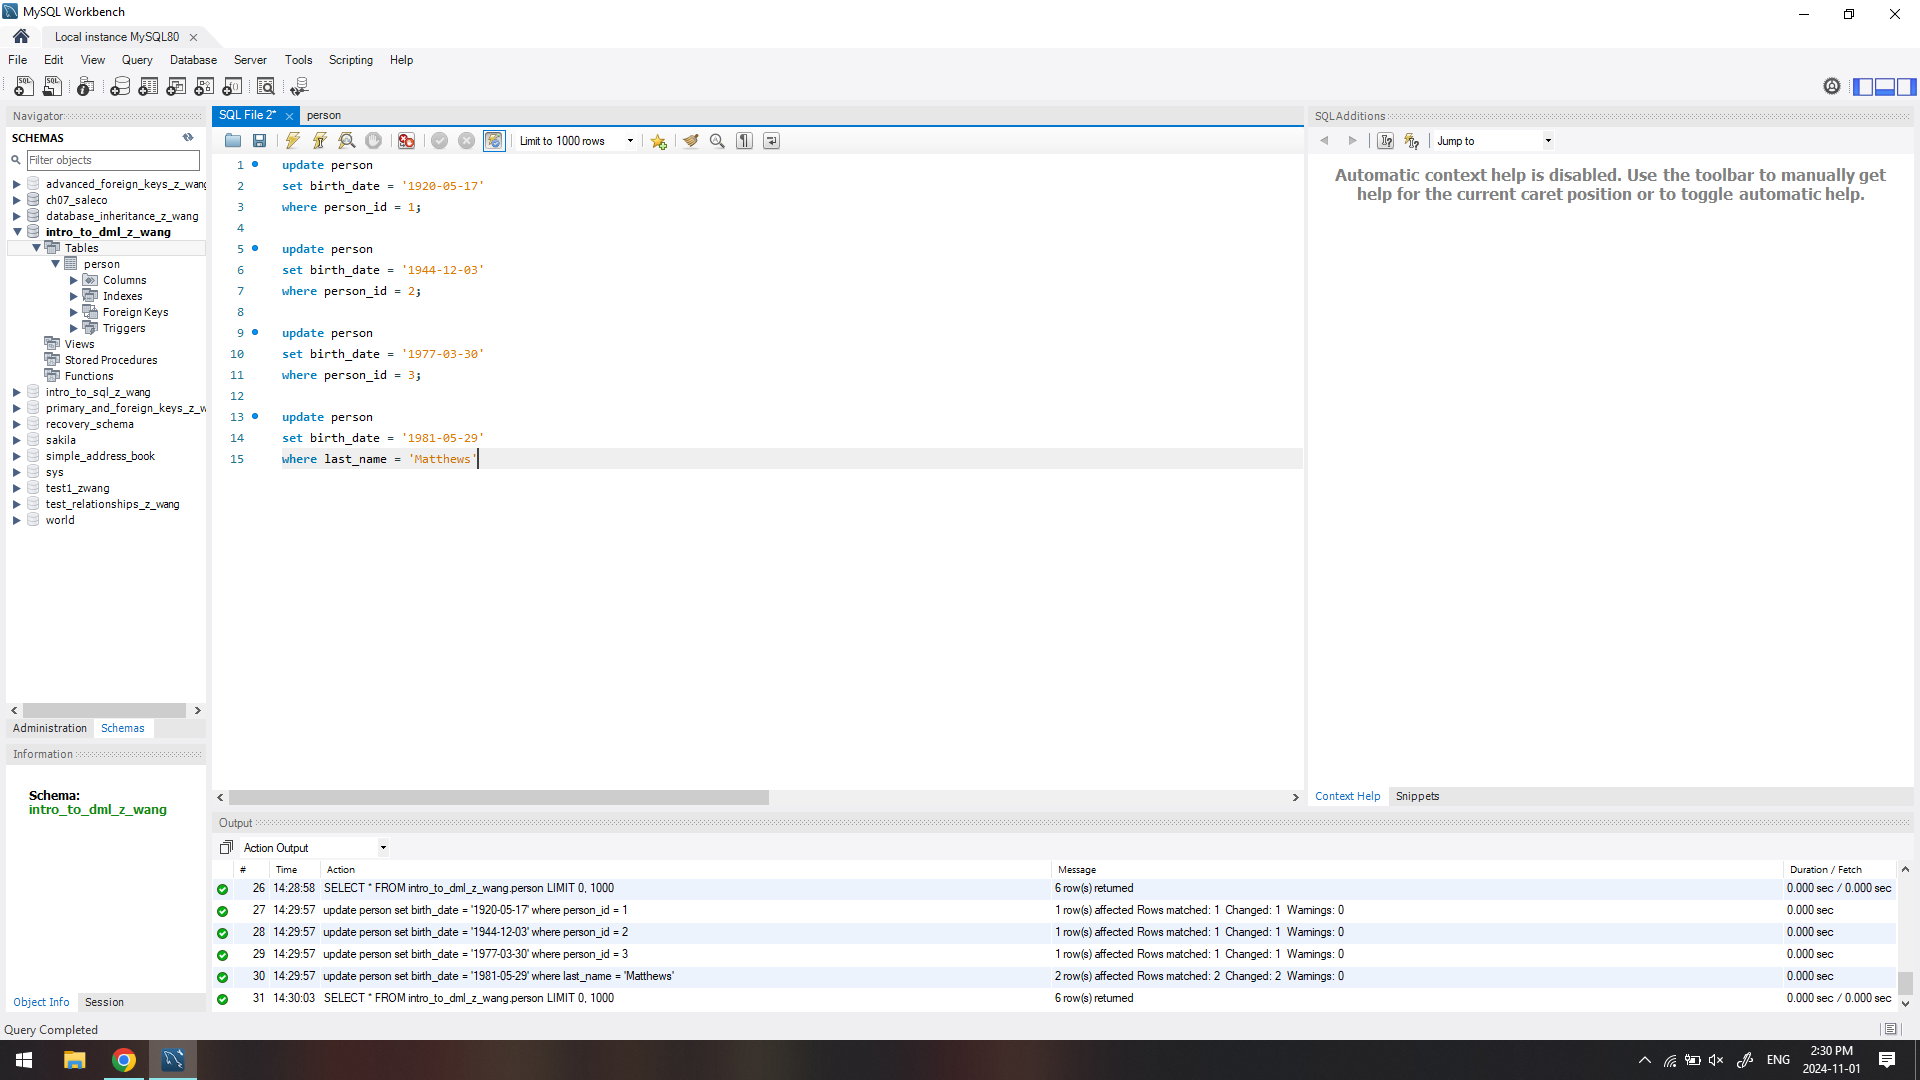 MySQL Workbench
Local instance MySQL80
File Edit View Query Database Server Tools Scripting Help
Navigator
SCHEMAS
Filter objects
advanced_foreign_keys_z_wang
ch07_saleco
database_inheritance_z_wang
intro_to_dml_z_wang
Tables
person
Columns
Indexes
Foreign Keys
Triggers
Views
Stored Procedures
Functions
intro_to_sql_z_wang
primary_and_foreign_keys_z_w
recovery_schema
sakila
simple_address_book
sys
test1_zwang
test_relationships_z_wang
world
Administration Schemas
Information
Schema:
intro_to_dml_z_wang
Object Info Session
SQL File 2* person
Limit to 1000 rows
1 update person
2 set birth_date = '1920-05-17'
3 where person_id = 1;
4
5 update person
6 set birth_date = '1944-12-03'
7 where person_id = 2;
8
9 update person
10 set birth_date = '1977-03-30'
11 where person_id = 3;
12
13 update person
14 set birth_date = '1981-05-29'
15 where last_name = 'Matthews'
SQLAdditions
Jump to
Automatic context help is disabled. Use the toolbar to manually get
help for the current caret position or to toggle automatic help.
Context Help Snippets
Output
Action Output
# Time Action Message Duration / Fetch
26 14:28:58 SELECT * FROM intro_to_dml_z_wang.person LIMIT 0, 1000 6 row(s) returned 0.000 sec / 0.000 sec
27 14:29:57 update person set birth_date = '1920-05-17' where person_id = 1 1 row(s) affected Rows matched: 1 Changed: 1 Warnings: 0 0.000 sec
28 14:29:57 update person set birth_date = '1944-12-03' where person_id = 2 1 row(s) affected Rows matched: 1 Changed: 1 Warnings: 0 0.000 sec
29 14:29:57 update person set birth_date = '1977-03-30' where person_id = 3 1 row(s) affected Rows matched: 1 Changed: 1 Warnings: 0 0.000 sec
30 14:29:57 update person set birth_date = '1981-05-29' where last_name = 'Matthews' 2 row(s) affected Rows matched: 2 Changed: 2 Warnings: 0 0.000 sec
31 14:30:03 SELECT * FROM intro_to_dml_z_wang.person LIMIT 0, 1000 6 row(s) returned 0.000 sec / 0.000 sec
Query Completed
ENG
2:30 PM
2024-11-01